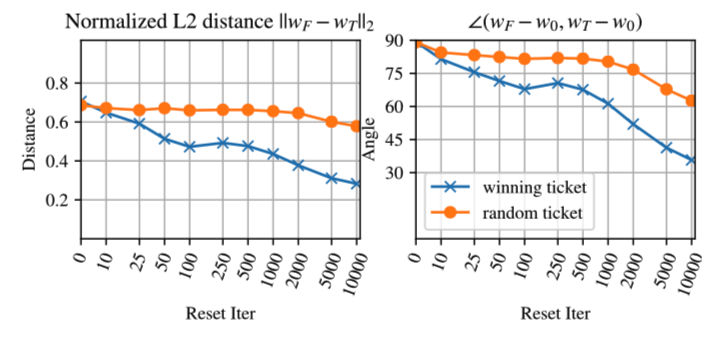 Normalized L2 distance ||w_F − w_T||_2
∠(w_F − w_0, w_T − w_0)
Distance
0.8
0.6
0.4
0.2
0 10 25 50 100 250 500 1000 2000 5000 10000
Reset Iter
Angle
90
75
60
45
30
winning ticket
random ticket
0 10 25 50 100 250 500 1000 2000 5000 10000
Reset Iter